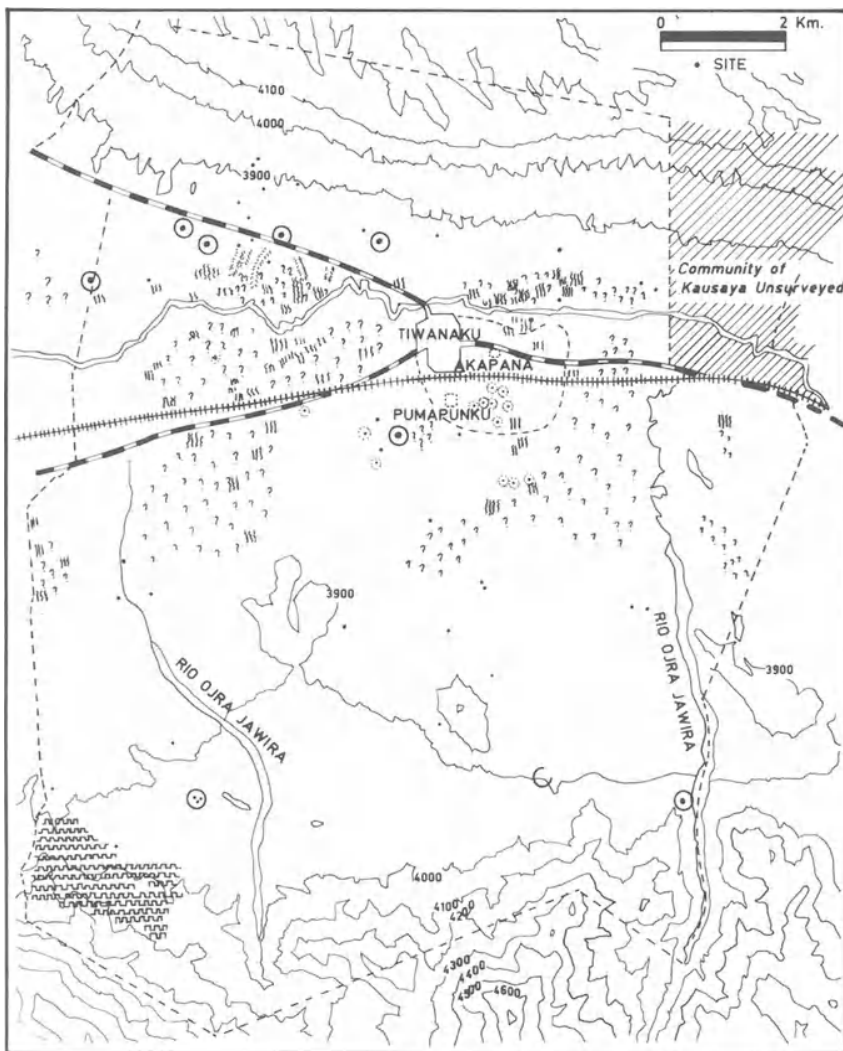 0 2 Km.
• SITE
4100
4000
3900
Community of
Kausaya Unsurveyed
TIWANAKU
AKAPANA
PUMAPUNKU
3900
RIO OJRA JAWIRA
RIO OJRA JAWIRA
3900
4000
4100
4200
4300
4400
4500
4600